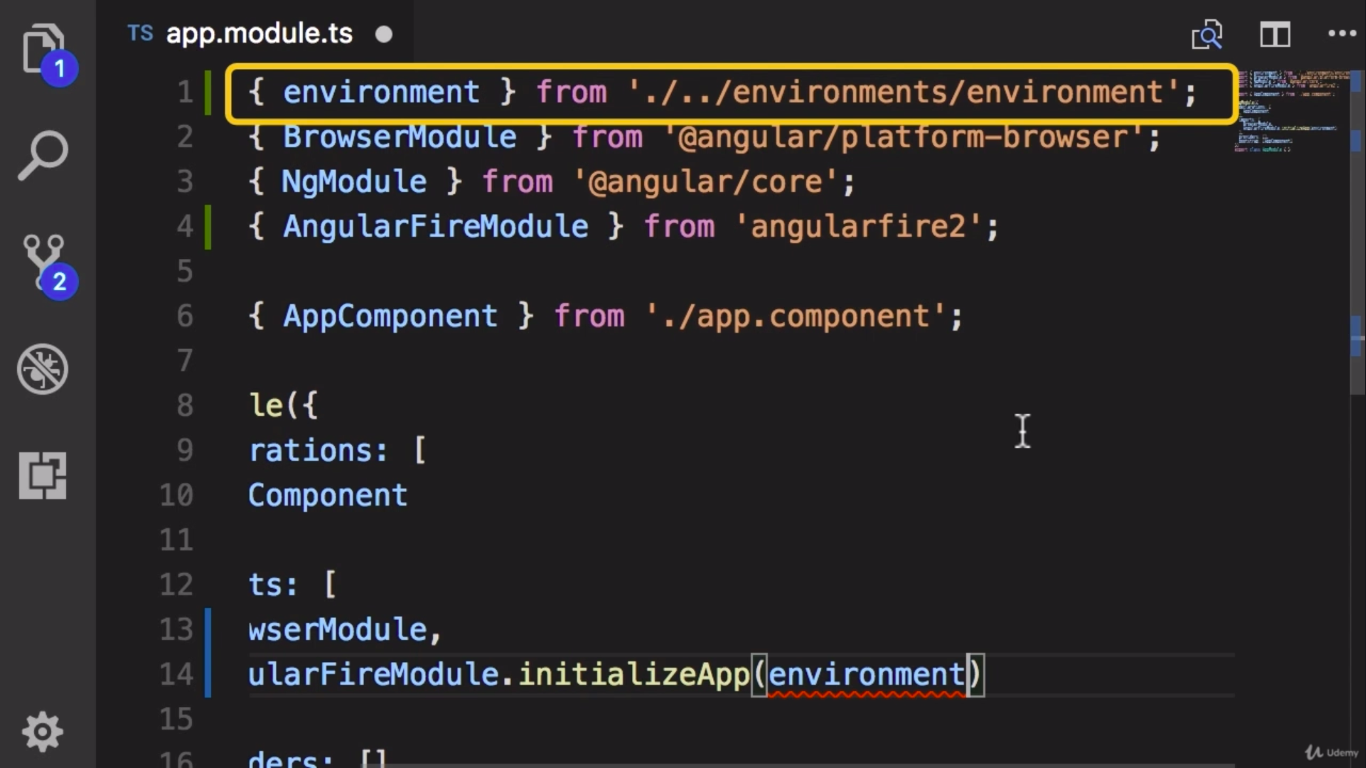 TS app.module.ts
1
1 { environment } from './../environments/environment';
2 { BrowserModule } from '@angular/platform-browser';
3 { NgModule } from '@angular/core';
4 { AngularFireModule } from 'angularfire2';
5
6 { AppComponent } from './app.component';
7
8 le({
9 rations: [
10 Component
11
12 ts: [
13 wserModule,
14 ularFireModule.initializeApp(environment)
15
16 ders: []
2
Udemy